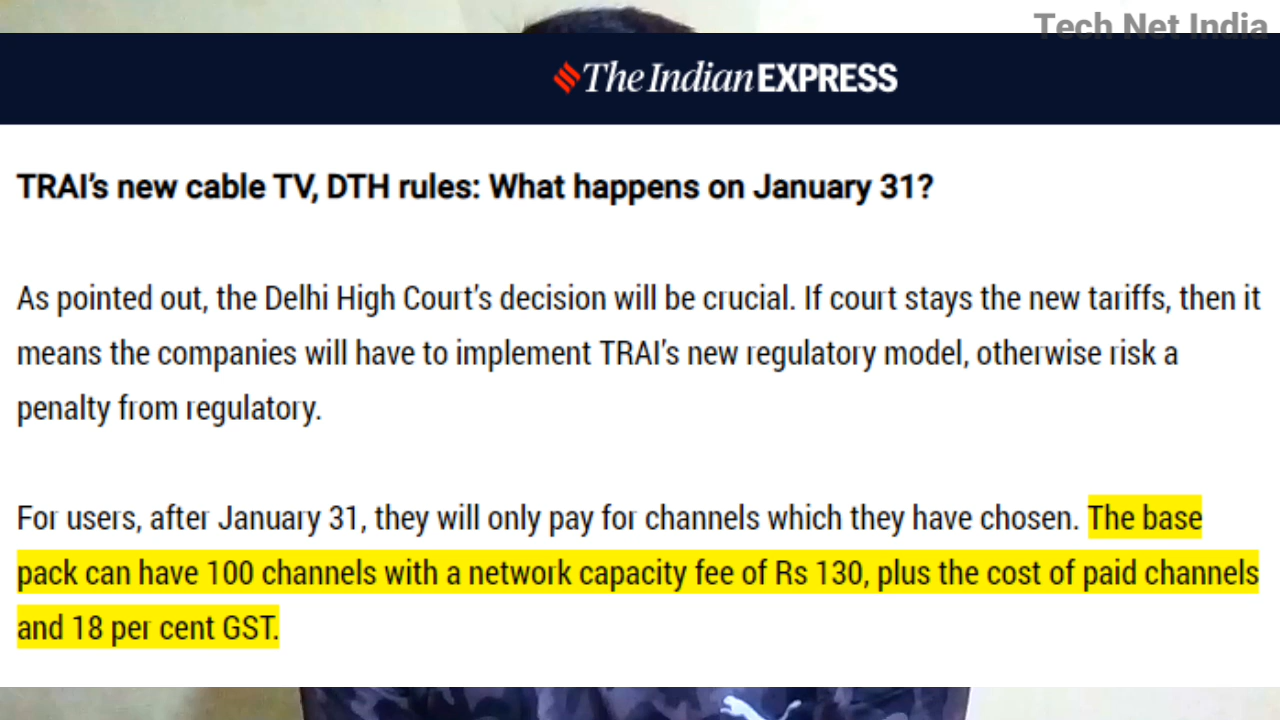 Tech Net India
The Indian EXPRESS
TRAI’s new cable TV, DTH rules: What happens on January 31?
As pointed out, the Delhi High Court’s decision will be crucial. If court stays the new tariffs, then it
means the companies will have to implement TRAI’s new regulatory model, otherwise risk a
penalty from regulatory.
For users, after January 31, they will only pay for channels which they have chosen. The base
pack can have 100 channels with a network capacity fee of Rs 130, plus the cost of paid channels
and 18 per cent GST.